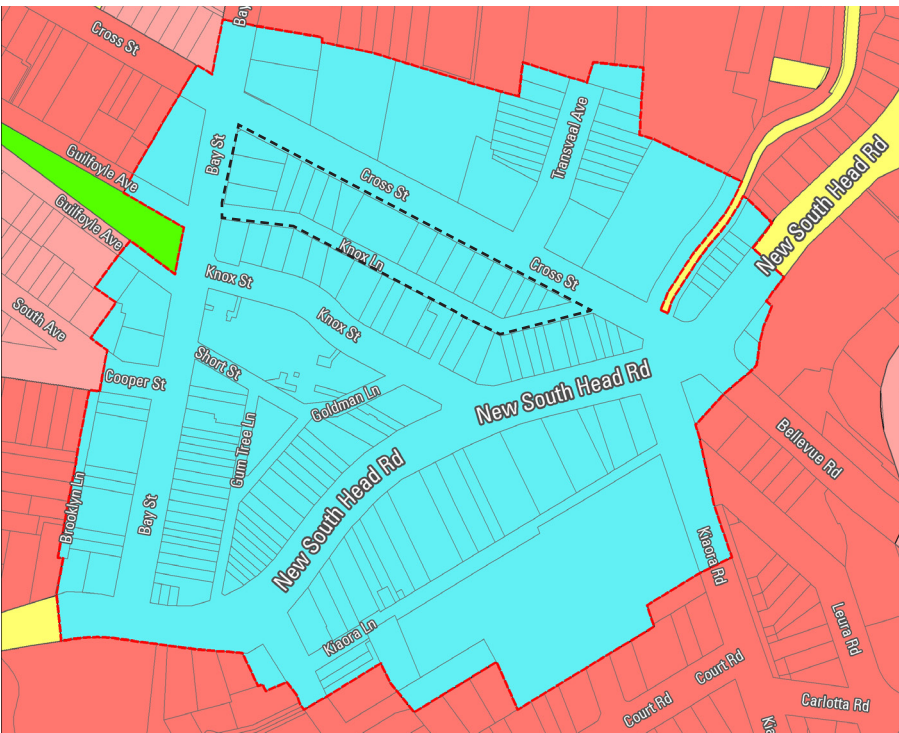 Bay
Cross St
Bay St
Transvaal Ave
Guilfoyle Ave
Cross St
New South Head Rd
Guilfoyle Ave
Knox Ln
Cross St
Knox St
South Ave
Knox St
Short St
Cooper St
Goldman Ln
New South Head Rd
Gum Tree Ln
Bellevue Rd
Brooklyn Ln
Bay St
New South Head Rd
Kiaora Rd
Leura Rd
Kiaora Ln
Court Rd
Court Rd
Carlotta Rd
Kia